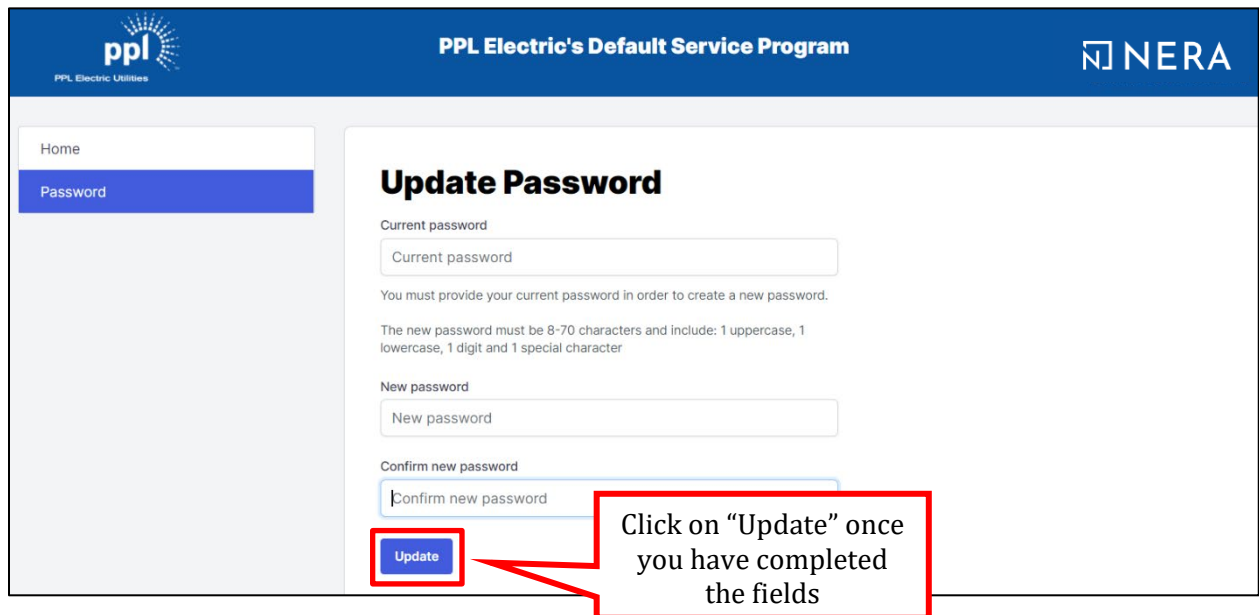 ppl
PPL Electric Utilities
PPL Electric's Default Service Program
NERA
Home
Password
Update Password
Current password
Current password
You must provide your current password in order to create a new password.
The new password must be 8-70 characters and include: 1 uppercase, 1
lowercase, 1 digit and 1 special character
New password
New password
Confirm new password
Confirm new password
Update
Click on “Update” once
you have completed
the fields